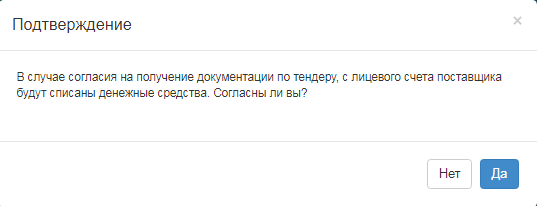 Подтверждение
×
В случае согласия на получение документации по тендеру, с лицевого счета поставщика
будут списаны денежные средства. Согласны ли вы?
Нет
Да